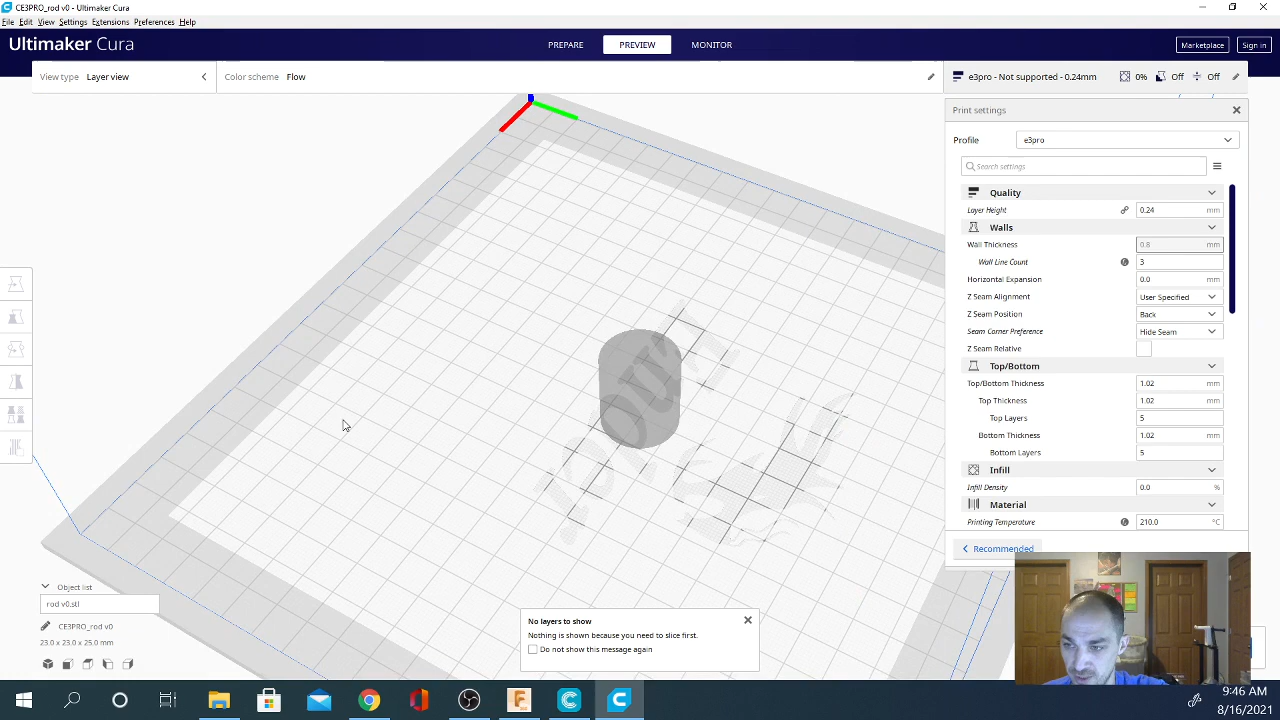 CE3PRO_rod v0 - Ultimaker Cura
File Edit View Settings Extensions Preferences Help
Ultimaker Cura
PREPARE PREVIEW MONITOR
Marketplace Sign in
View type Layer view
Color scheme Flow
e3pro - Not supported - 0.24mm 0% Off Off
Print settings
Profile e3pro
Search settings
Quality
Layer Height 0.24 mm
Walls
Wall Thickness 0.8 mm
Wall Line Count 3
Horizontal Expansion 0.0 mm
Z Seam Alignment User Specified
Z Seam Position Back
Seam Corner Preference Hide Seam
Z Seam Relative
Top/Bottom
Top/Bottom Thickness 1.02 mm
Top Thickness 1.02 mm
Top Layers 5
Bottom Thickness 1.02 mm
Bottom Layers 5
Infill
Infill Density 0.0 %
Material
Printing Temperature 210.0 °C
Recommended
Object list
rod v0.stl
CE3PRO_rod v0
23.0 x 23.0 x 25.0 mm
No layers to show
Nothing is shown because you need to slice first.
Do not show this message again
9:46 AM
8/16/2021